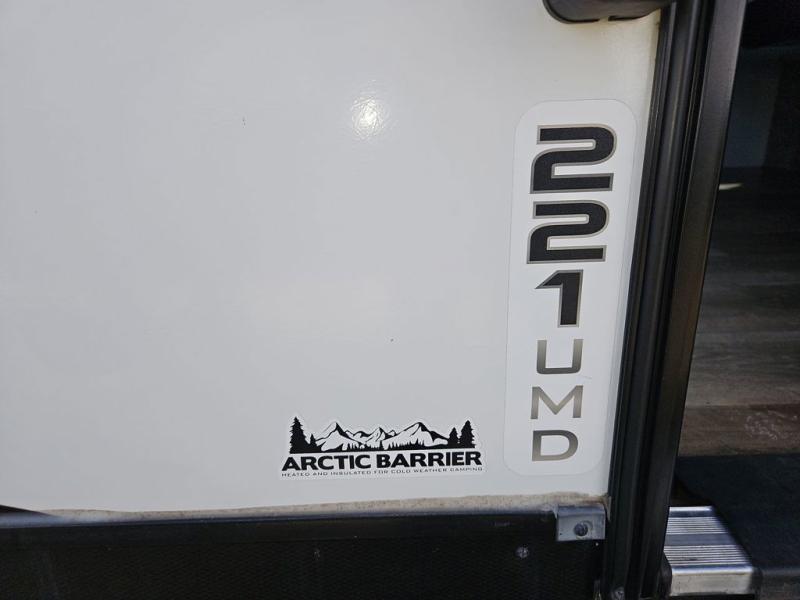 221UMD
ARCTIC BARRIER
HEATED AND INSULATED FOR COLD WEATHER CAMPING